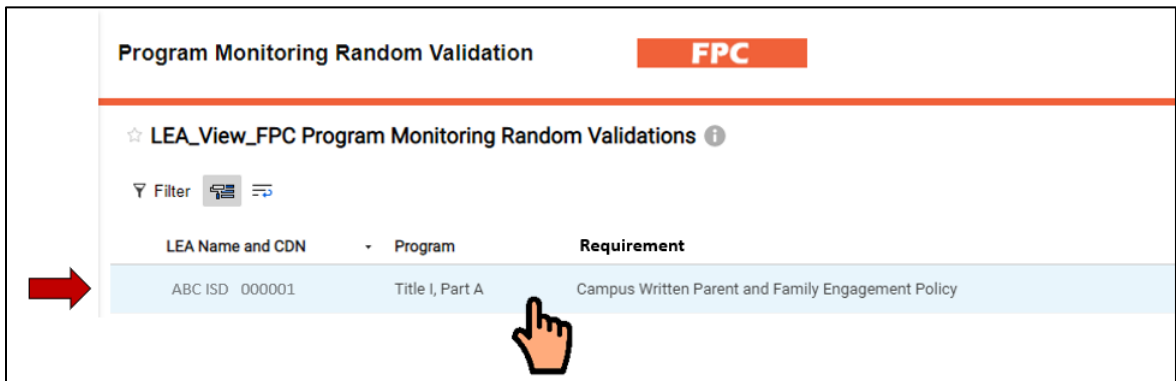 Program Monitoring Random Validation FPC
LEA_View_FPC Program Monitoring Random Validations
Filter
LEA Name and CDN Program Requirement
ABC ISD 000001 Title I, Part A Campus Written Parent and Family Engagement Policy